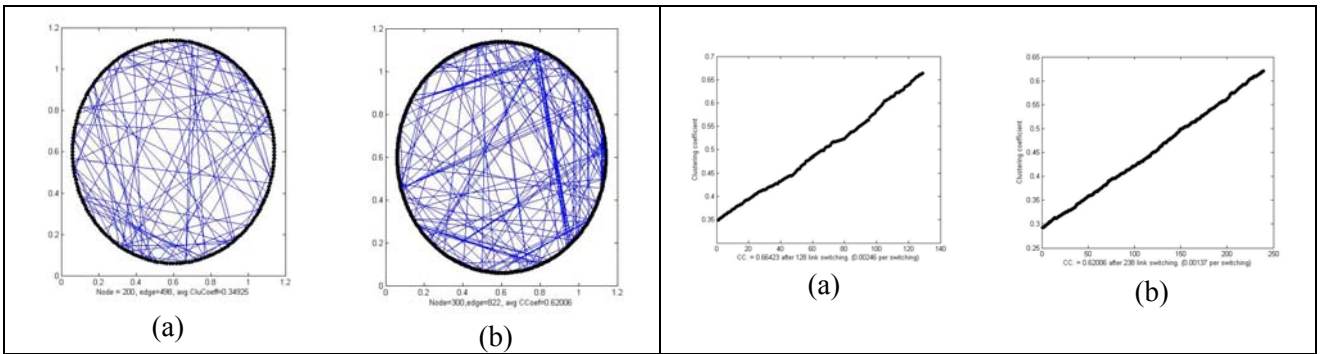 1.2
1
0.8
0.6
0.4
0.2
0
0 0.2 0.4 0.6 0.8 1 1.2
Node = 200, edge=498, avg CluCoeff=0.34925
(a)
1.2
1
0.8
0.6
0.4
0.2
0
0 0.2 0.4 0.6 0.8 1 1.2
Node=300,edge=822, avg CCoef=0.62006
(b)
0.7
0.65
0.6
0.55
0.5
0.45
0.4
0.35
Clustering coefficient
0 20 40 60 80 100 120 140
CC. = 0.66423 after 128 link switching. (0.00246 per switching)
(a)
0.65
0.6
0.55
0.5
0.45
0.4
0.35
0.3
0.25
Clustering coefficient
0 50 100 150 200 250
CC. = 0.62006 after 238 link switching. (0.00137 per switching)
(b)